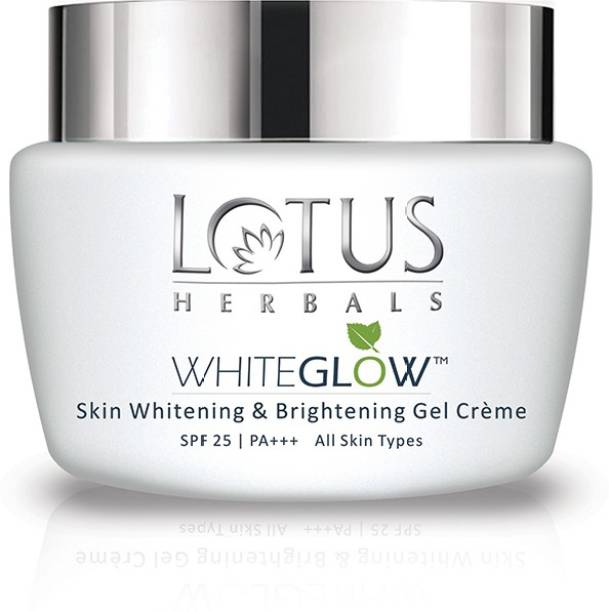 LOTUS
HERBALS
WHITEGLOW™
Skin Whitening & Brightening Gel Crème
SPF 25 | PA+++ All Skin Types